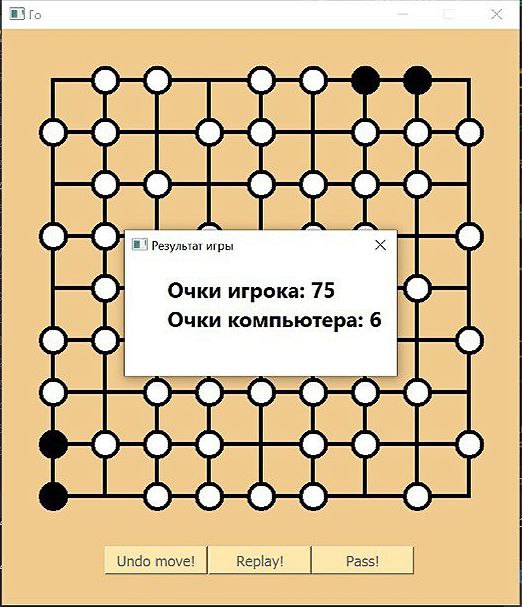 Го
Результат игры
Очки игрока: 75
Очки компьютера: 6
Undo move! Replay! Pass!